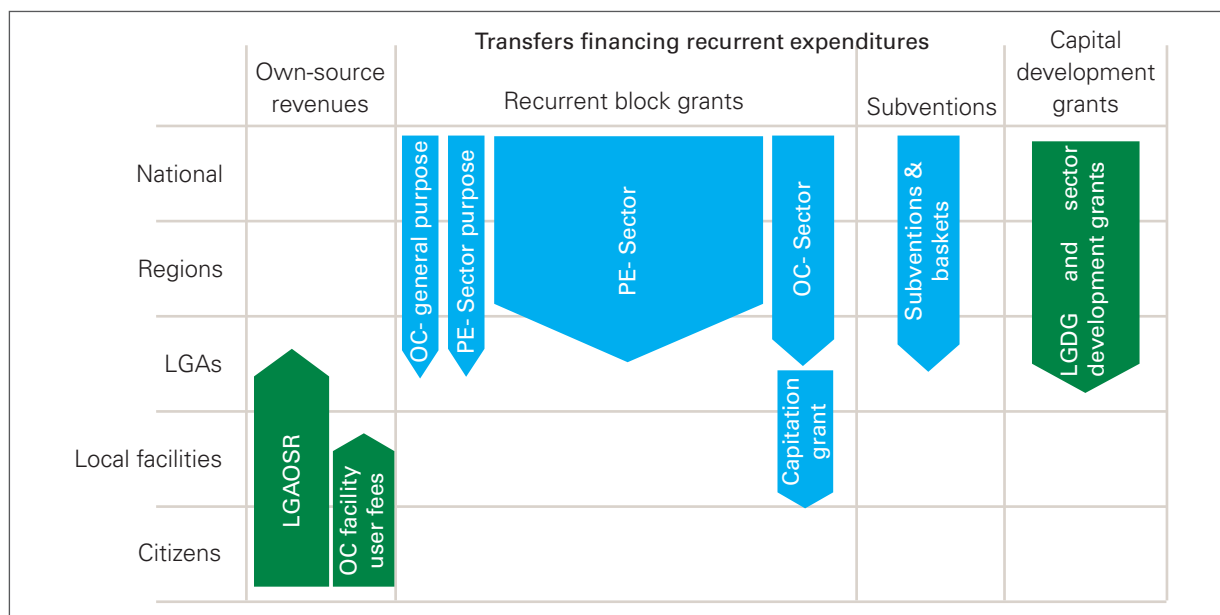 Transfers financing recurrent expenditures
Capital
development
grants
Own-source
revenues
Recurrent block grants
Subventions
National
Regions
LGAs
Local facilities
Citizens
LGAOSR
OC facility
user fees
OC- general purpose
PE- Sector purpose
PE- Sector
OC- Sector
Capitation
grant
Subventions &
baskets
LGDG and sector
development grants